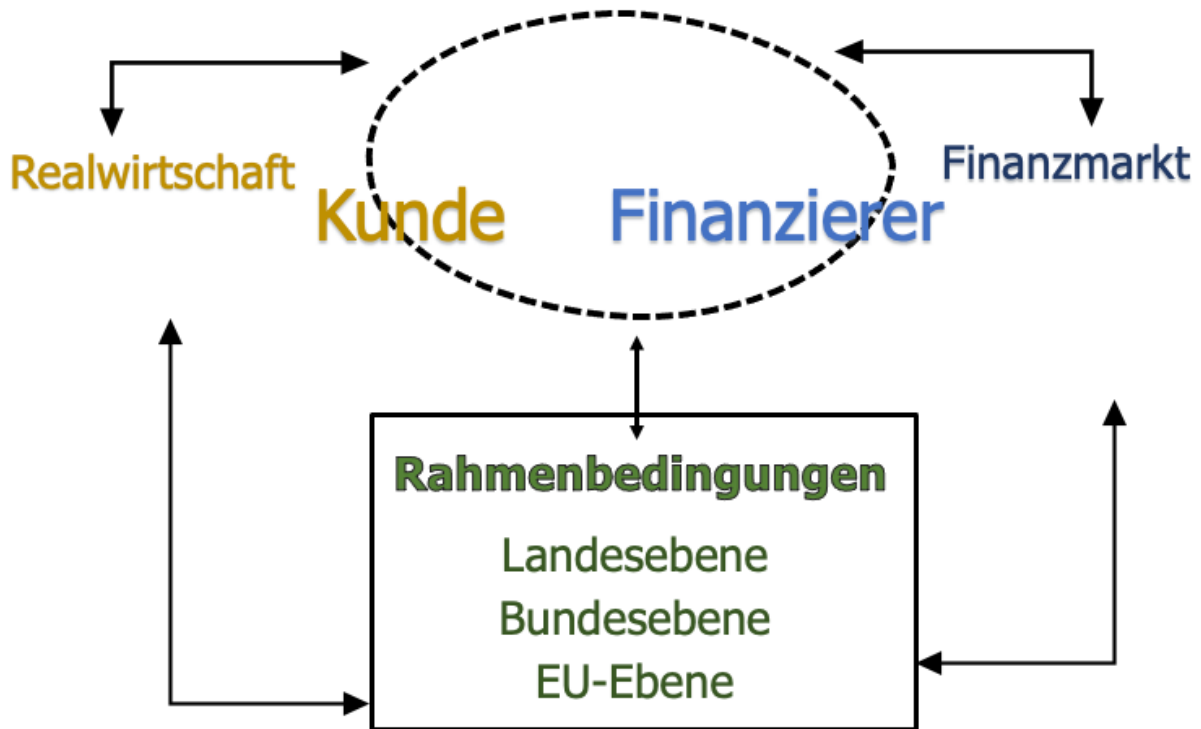 Realwirtschaft
Finanzmarkt
Kunde
Finanzierer
Rahmenbedingungen
Landesebene
Bundesebene
EU-Ebene